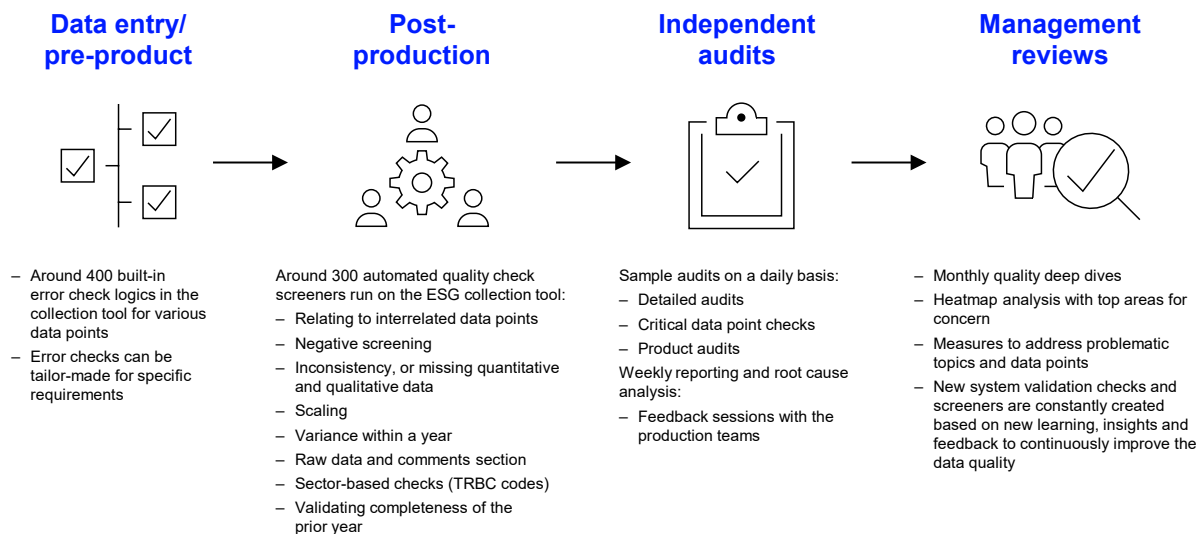 Data entry/
pre-product
Post-
production
Independent
audits
Management
reviews
– Around 400 built-in
error check logics in the
collection tool for various
data points
– Error checks can be
tailor-made for specific
requirements
Around 300 automated quality check
screeners run on the ESG collection tool:
– Relating to interrelated data points
– Negative screening
– Inconsistency, or missing quantitative
and qualitative data
– Scaling
– Variance within a year
– Raw data and comments section
– Sector-based checks (TRBC codes)
– Validating completeness of the
prior year
Sample audits on a daily basis:
– Detailed audits
– Critical data point checks
– Product audits
Weekly reporting and root cause
analysis:
– Feedback sessions with the
production teams
– Monthly quality deep dives
– Heatmap analysis with top areas for
concern
– Measures to address problematic
topics and data points
– New system validation checks and
screeners are constantly created
based on new learning, insights and
feedback to continuously improve the
data quality